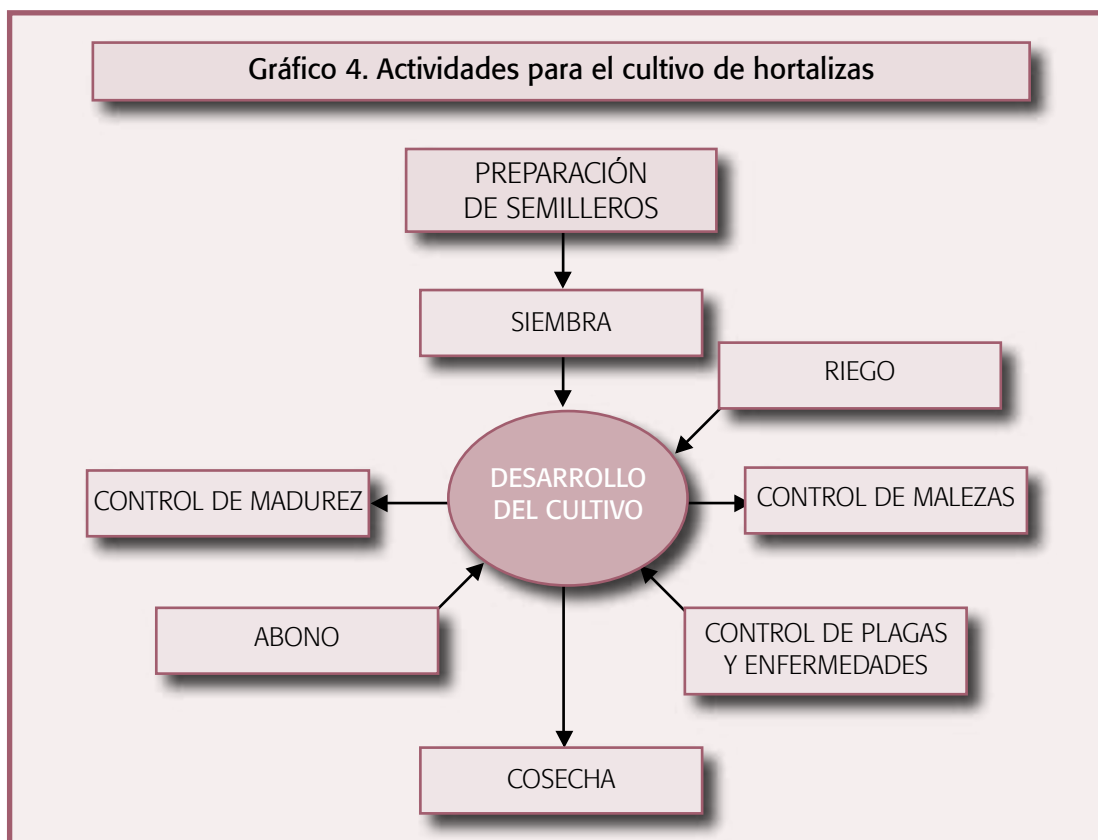 Gráfico 4. Actividades para el cultivo de hortalizas
PREPARACIÓN
DE SEMILLEROS
SIEMBRA
RIEGO
DESARROLLO
DEL CULTIVO
CONTROL DE MADUREZ
CONTROL DE MALEZAS
ABONO
CONTROL DE PLAGAS
Y ENFERMEDADES
COSECHA